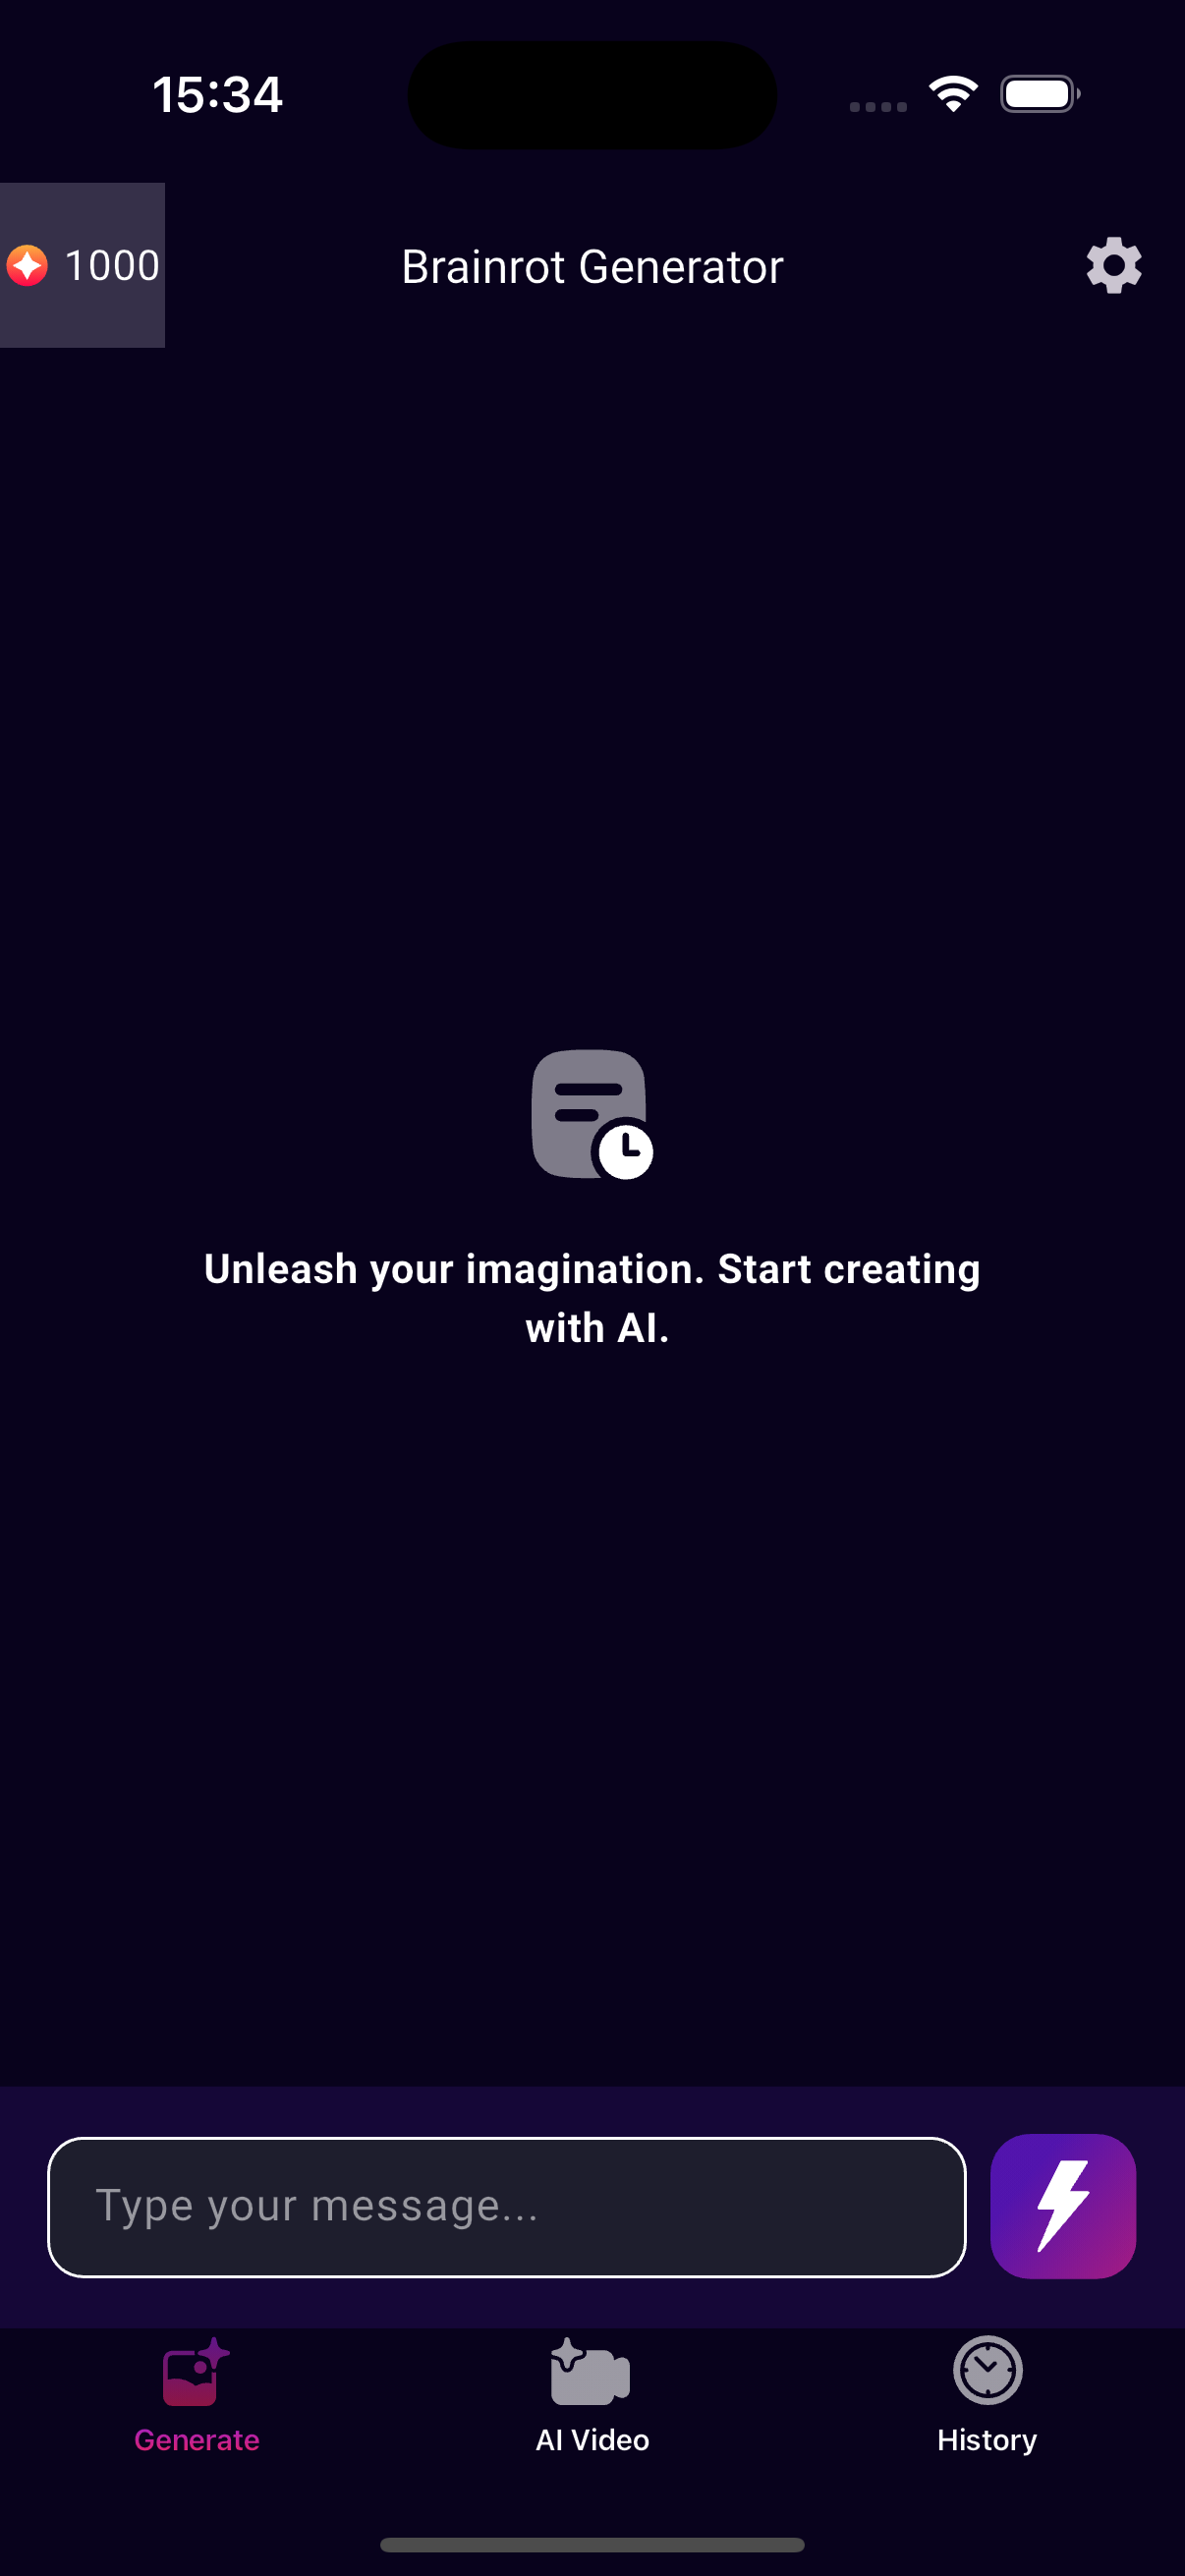 15:34
1000
Brainrot Generator
Unleash your imagination. Start creating
with AI.
Type your message...
Generate
AI Video
History